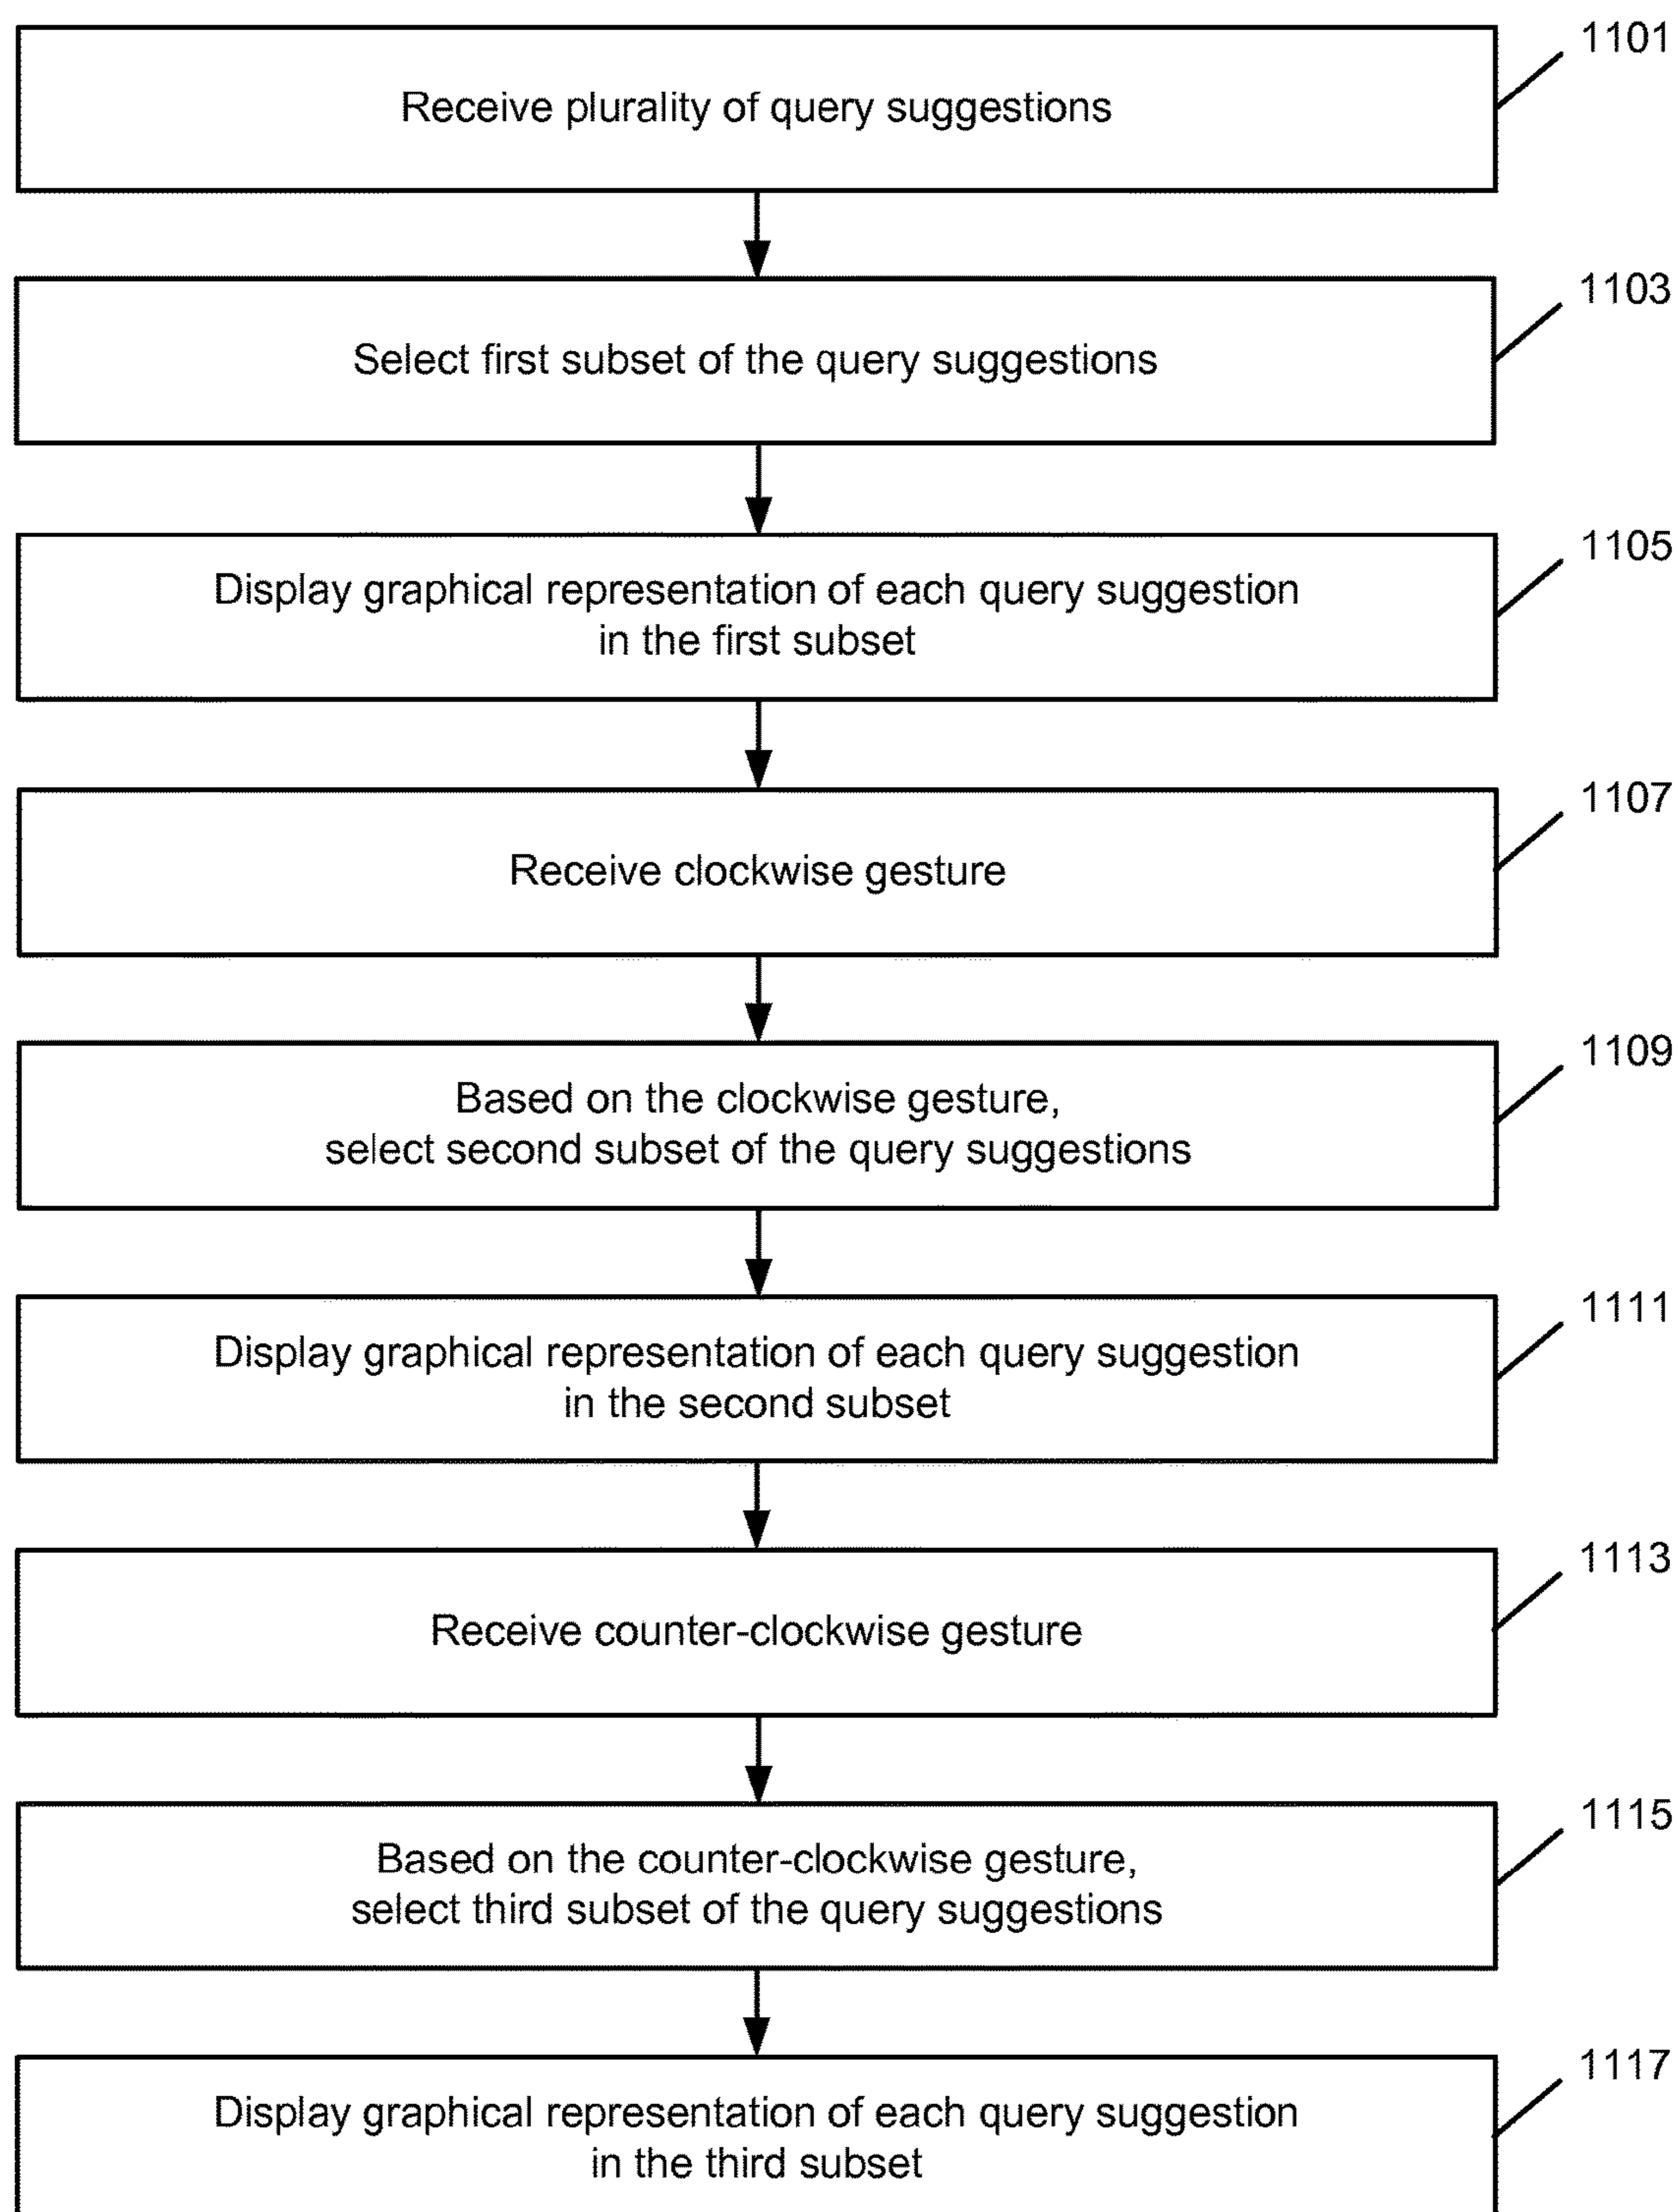 1101
Receive plurality of query suggestions
1103
Select first subset of the query suggestions
1105
Display graphical representation of each query suggestion
in the first subset
1107
Receive clockwise gesture
1109
Based on the clockwise gesture,
select second subset of the query suggestions
1111
Display graphical representation of each query suggestion
in the second subset
1113
Receive counter-clockwise gesture
1115
Based on the counter-clockwise gesture,
select third subset of the query suggestions
1117
Display graphical representation of each query suggestion
in the third subset